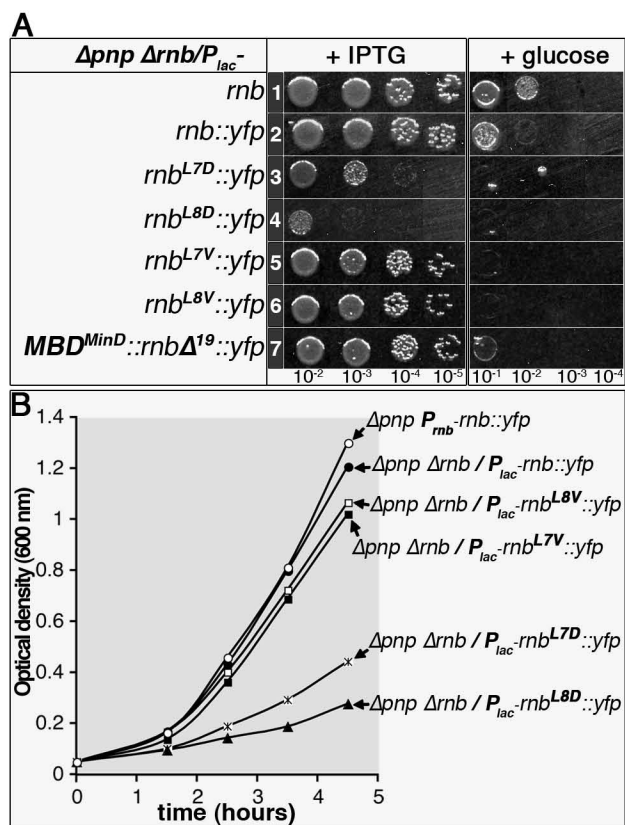 A
Δpnp Δrnb/Plac- + IPTG + glucose
rnb 1
rnb::yfp 2
rnbL7D::yfp 3
rnbL8D::yfp 4
rnbL7V::yfp 5
rnbL8V::yfp 6
MBDMinD::rnbΔ19::yfp 7
10-2 10-3 10-4 10-5 10-1 10-2 10-3 10-4
B
Optical density (600 nm)
1.4
1.2
1
0.8
0.6
0.4
0.2
0
0 1 2 3 4 5
time (hours)
Δpnp Prnb-rnb::yfp
Δpnp Δrnb / Plac-rnb::yfp
Δpnp Δrnb / Plac-rnbL8V::yfp
Δpnp Δrnb / Plac-rnbL7V::yfp
Δpnp Δrnb / Plac-rnbL7D::yfp
Δpnp Δrnb / Plac-rnbL8D::yfp